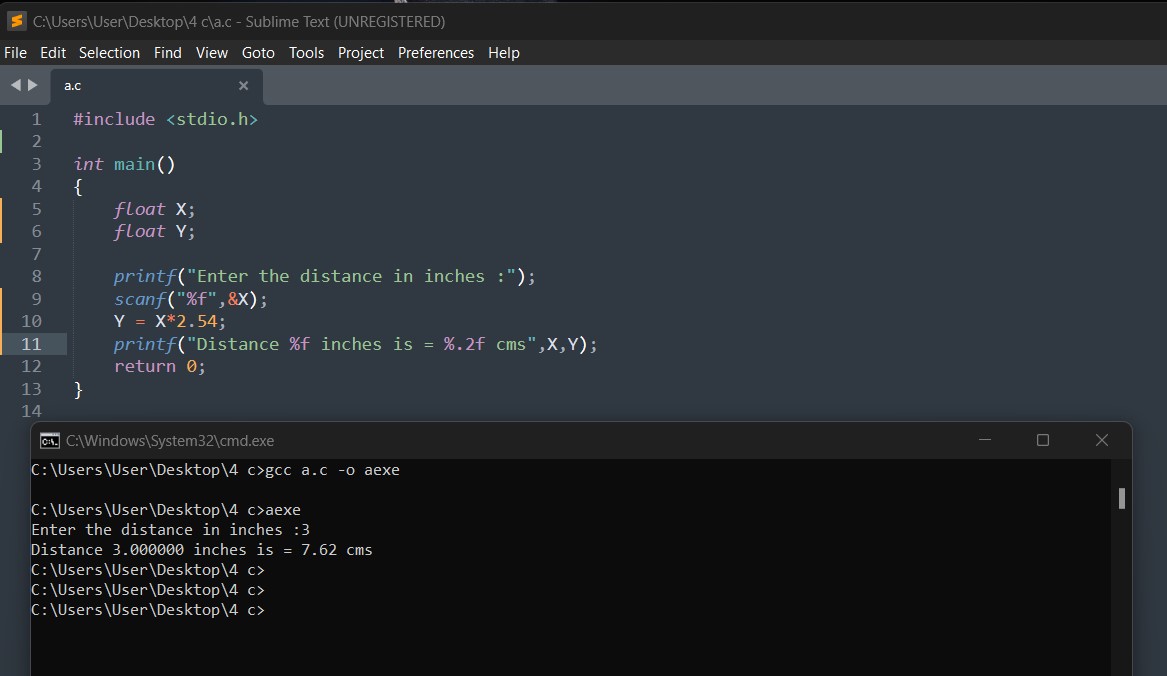 C:\Users\User\Desktop\4 c\a.c - Sublime Text (UNREGISTERED)
File Edit Selection Find View Goto Tools Project Preferences Help
a.c
1 #include <stdio.h>
2
3 int main()
4 {
5 float X;
6 float Y;
7
8 printf("Enter the distance in inches :");
9 scanf("%f",&X);
10 Y = X*2.54;
11 printf("Distance %f inches is = %.2f cms",X,Y);
12 return 0;
13 }
14
C:\Windows\System32\cmd.exe
C:\Users\User\Desktop\4 c>gcc a.c -o aexe
C:\Users\User\Desktop\4 c>aexe
Enter the distance in inches :3
Distance 3.000000 inches is = 7.62 cms
C:\Users\User\Desktop\4 c>
C:\Users\User\Desktop\4 c>
C:\Users\User\Desktop\4 c>